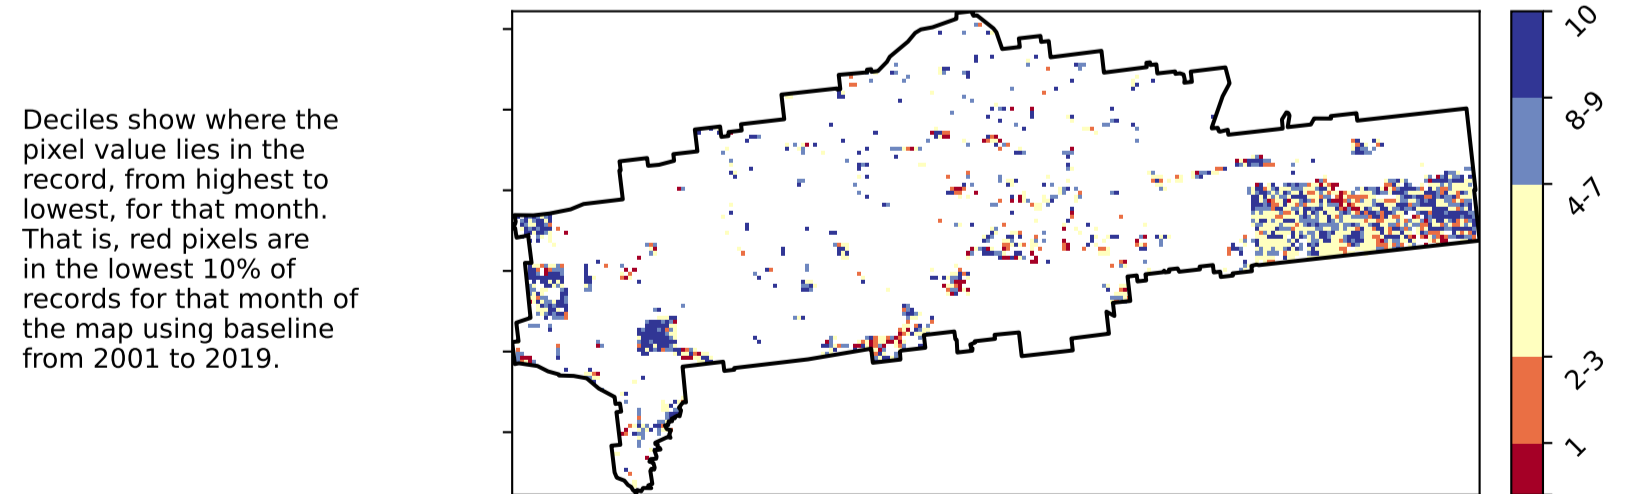 Deciles show where the
pixel value lies in the
record, from highest to
lowest, for that month.
That is, red pixels are
in the lowest 10% of
records for that month of
the map using baseline
from 2001 to 2019.
10
8-9
4-7
2-3
1